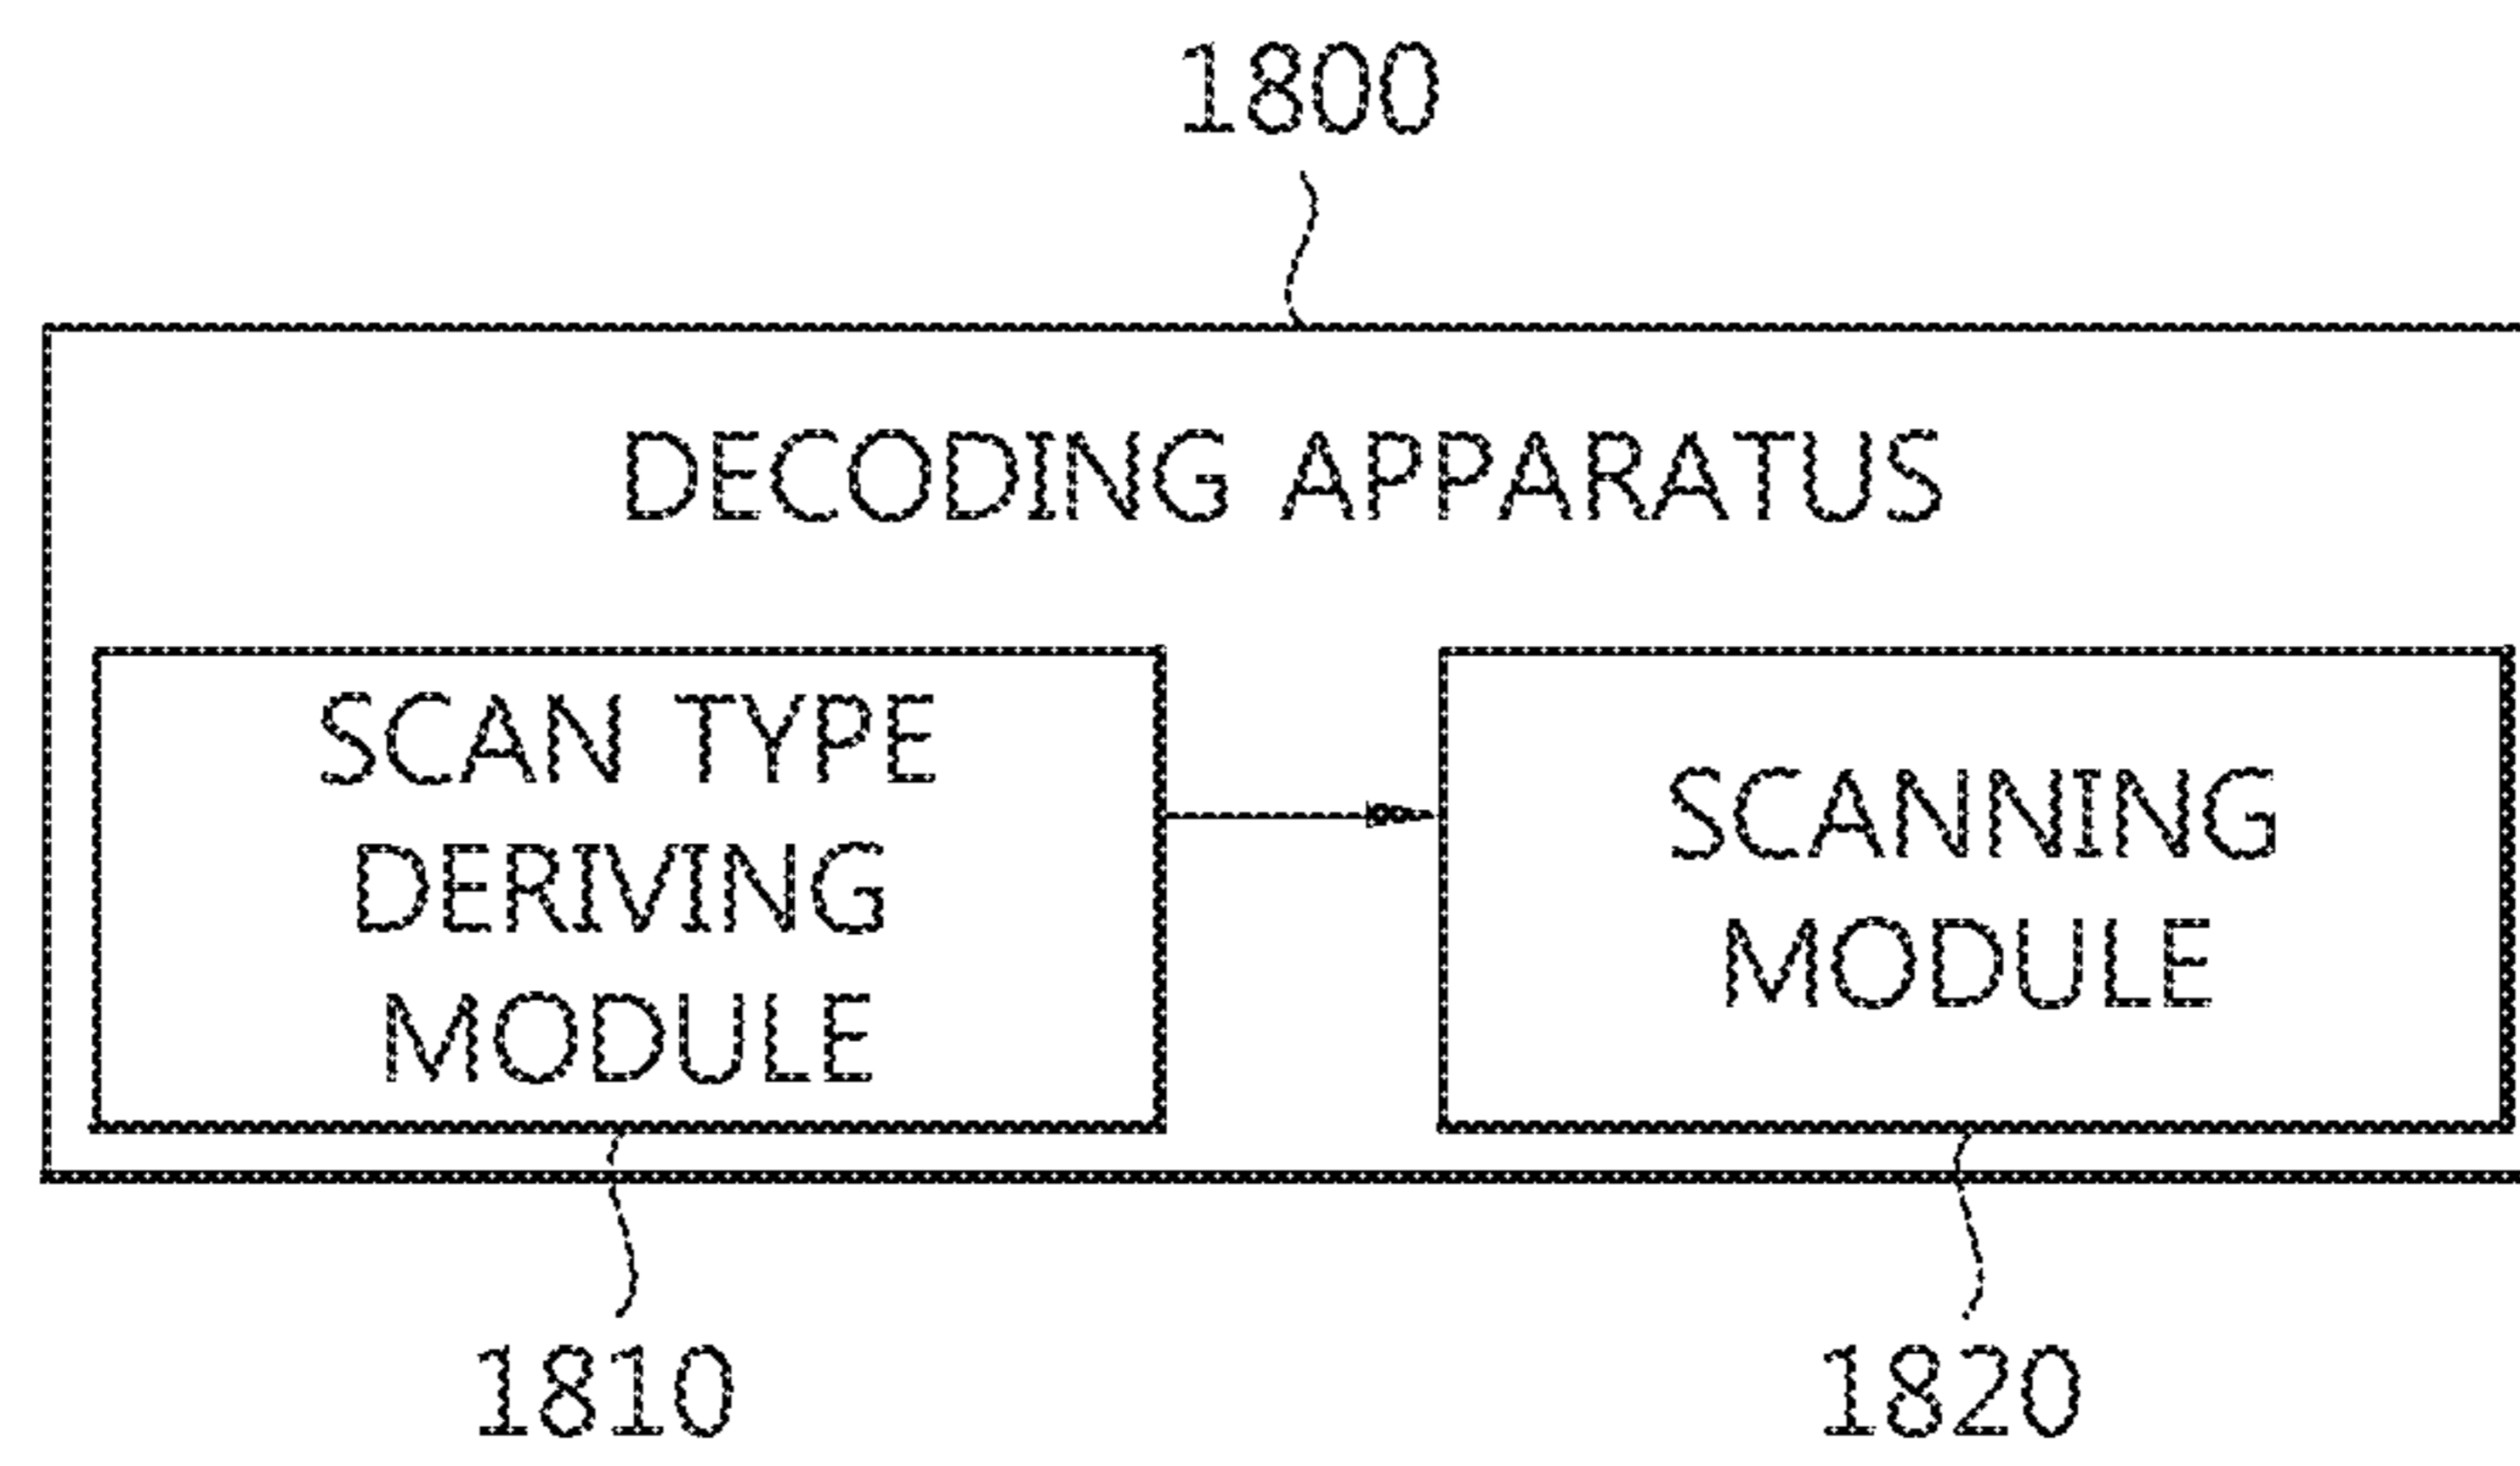 1800
DECODING APPARATUS
SCAN TYPE
DERIVING
MODULE
SCANNING
MODULE
1810
1820